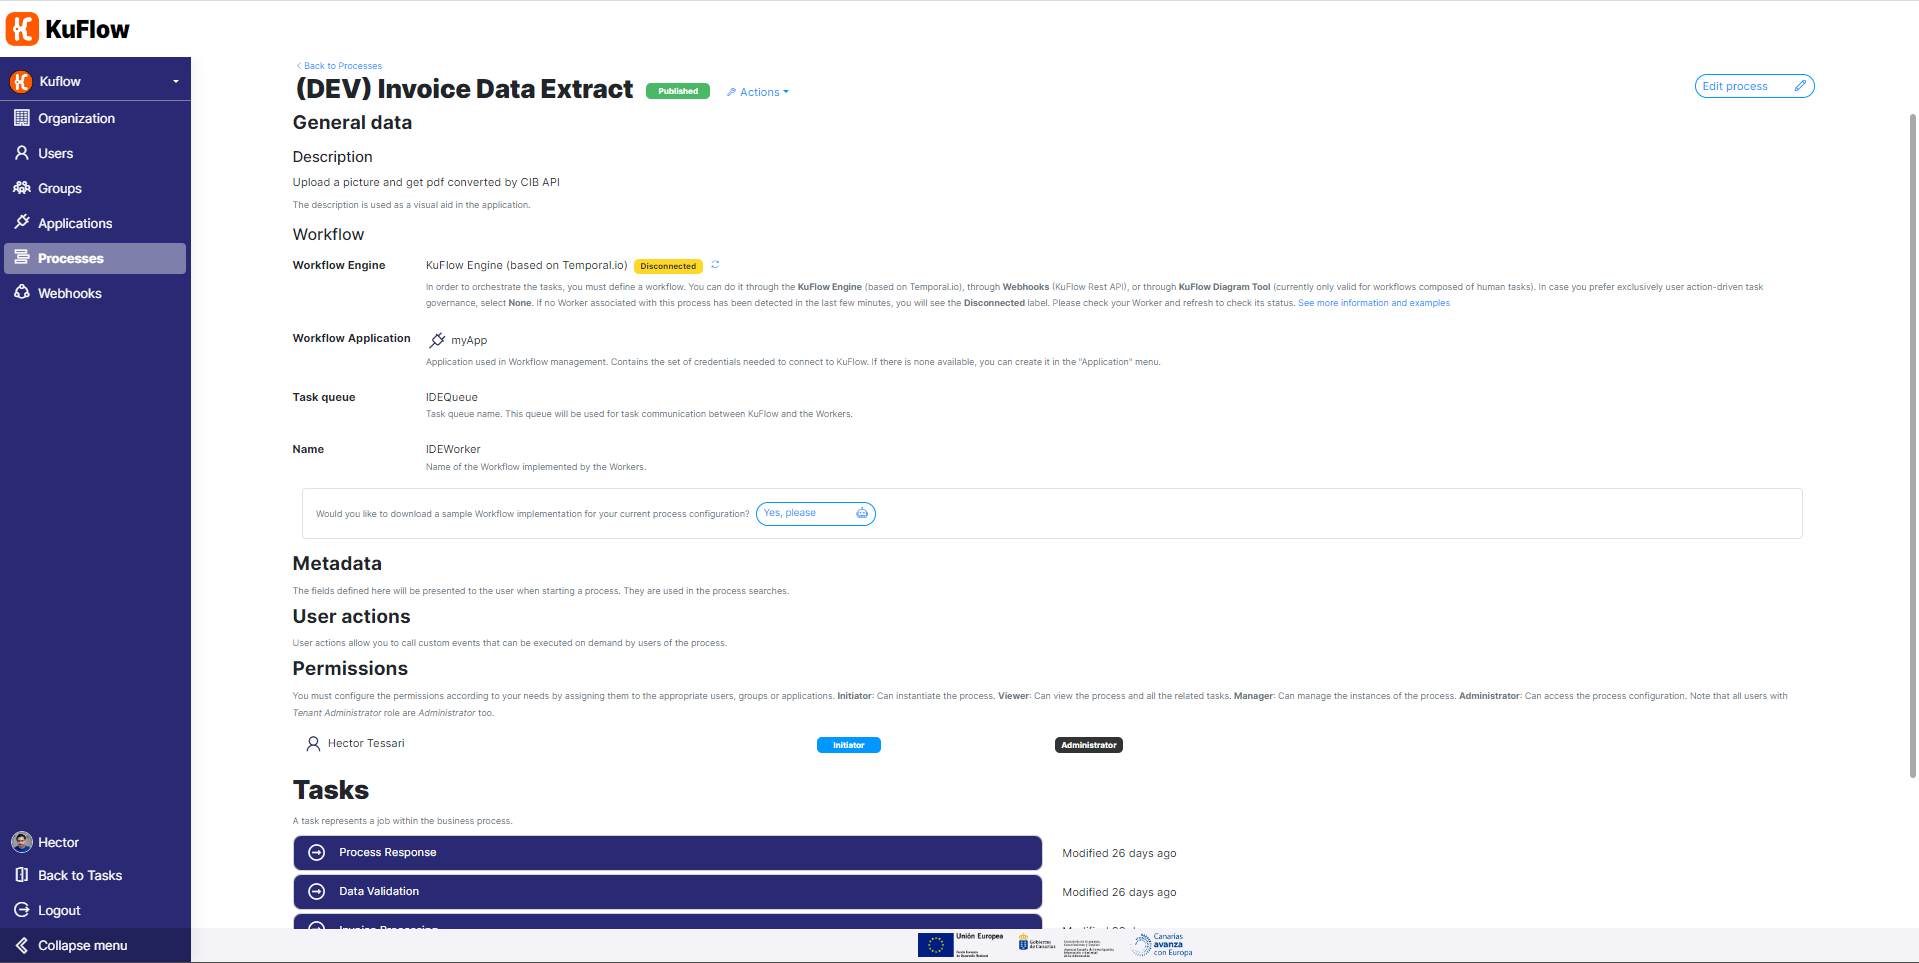 KuFlow
Kuflow
Organization
Users
Groups
Applications
Processes
Webhooks
Hector
Back to Tasks
Logout
Collapse menu
Back to Processes
(DEV) Invoice Data Extract
Published
Actions
Edit process
General data
Description
Upload a picture and get pdf converted by CIB API
The description is used as a visual aid in the application.
Workflow
Workflow Engine
KuFlow Engine (based on Temporal.io)
Disconnected
In order to orchestrate the tasks, you must define a workflow. You can do it through the KuFlow Engine (based on Temporal.io), through Webhooks (KuFlow Rest API), or through KuFlow Diagram Tool (currently only valid for workflows composed of human tasks). In case you prefer exclusively user action-driven task
governance, select None. If no Worker associated with this process has been detected in the last few minutes, you will see the Disconnected label. Please check your Worker and refresh to check its status. See more information and examples
Workflow Application
myApp
Application used in Workflow management. Contains the set of credentials needed to connect to KuFlow. If there is none available, you can create it in the "Application" menu.
Task queue
IDEQueue
Task queue name. This queue will be used for task communication between KuFlow and the Workers.
Name
IDEWorker
Name of the Workflow implemented by the Workers.
Would you like to download a sample Workflow implementation for your current process configuration?
Yes, please
Metadata
The fields defined here will be presented to the user when starting a process. They are used in the process searches.
User actions
User actions allow you to call custom events that can be executed on demand by users of the process.
Permissions
You must configure the permissions according to your needs by assigning them to the appropriate users, groups or applications. Initiator: Can instantiate the process. Viewer: Can view the process and all the related tasks. Manager: Can manage the instances of the process. Administrator: Can access the process configuration. Note that all users with
Tenant Administrator role are Administrator too.
Hector Tessari
Initiator
Administrator
Tasks
A task represents a job within the business process.
Process Response
Modified 26 days ago
Data Validation
Modified 26 days ago
Invoice Processing
Unión Europea
Gobierno
de Canarias
Canarias
avanza
con Europa